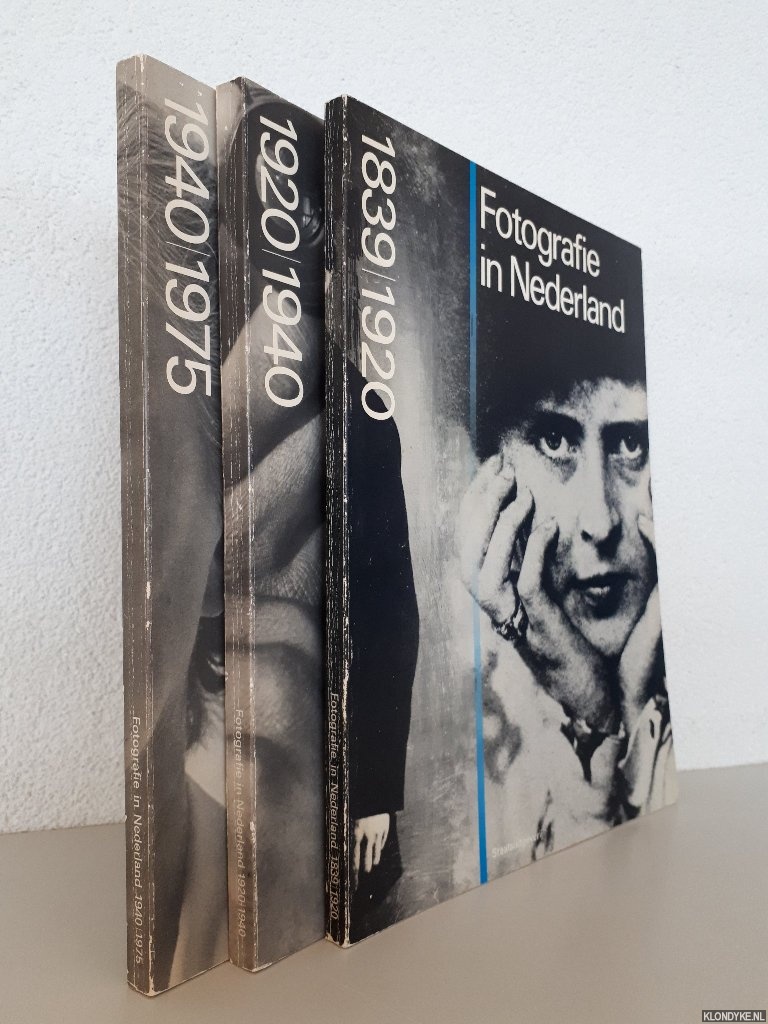 1940/1975
Fotografie in Nederland 1940-1975
1920/1940
Fotografie in Nederland 1920-1940
1839/1920
Fotografie in Nederland 1839/1920
Fotografie
in Nederland
KLONDYKE.NL